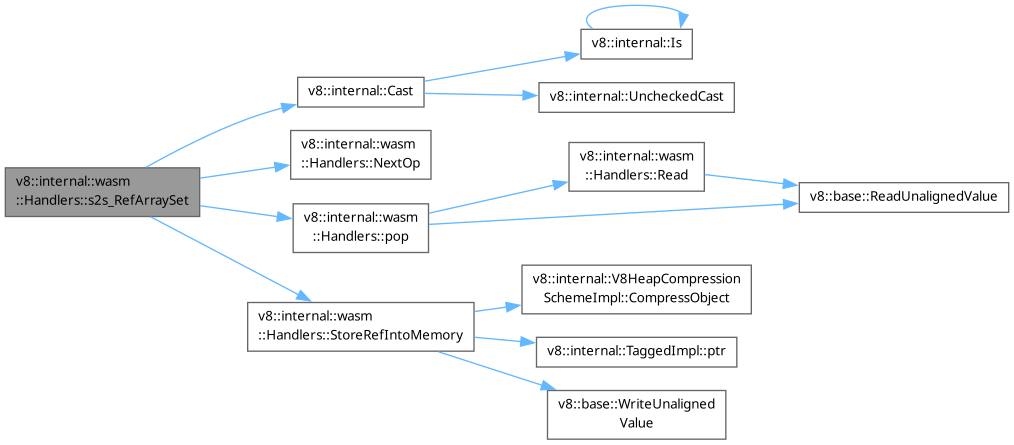 v8::internal::wasm
::Handlers::s2s_RefArraySet
v8::internal::Cast
v8::internal::Is
v8::internal::UncheckedCast
v8::internal::wasm
::Handlers::NextOp
v8::internal::wasm
::Handlers::pop
v8::internal::wasm
::Handlers::Read
v8::base::ReadUnalignedValue
v8::internal::wasm
::Handlers::StoreRefIntoMemory
v8::internal::V8HeapCompression
SchemeImpl::CompressObject
v8::internal::TaggedImpl::ptr
v8::base::WriteUnaligned
Value